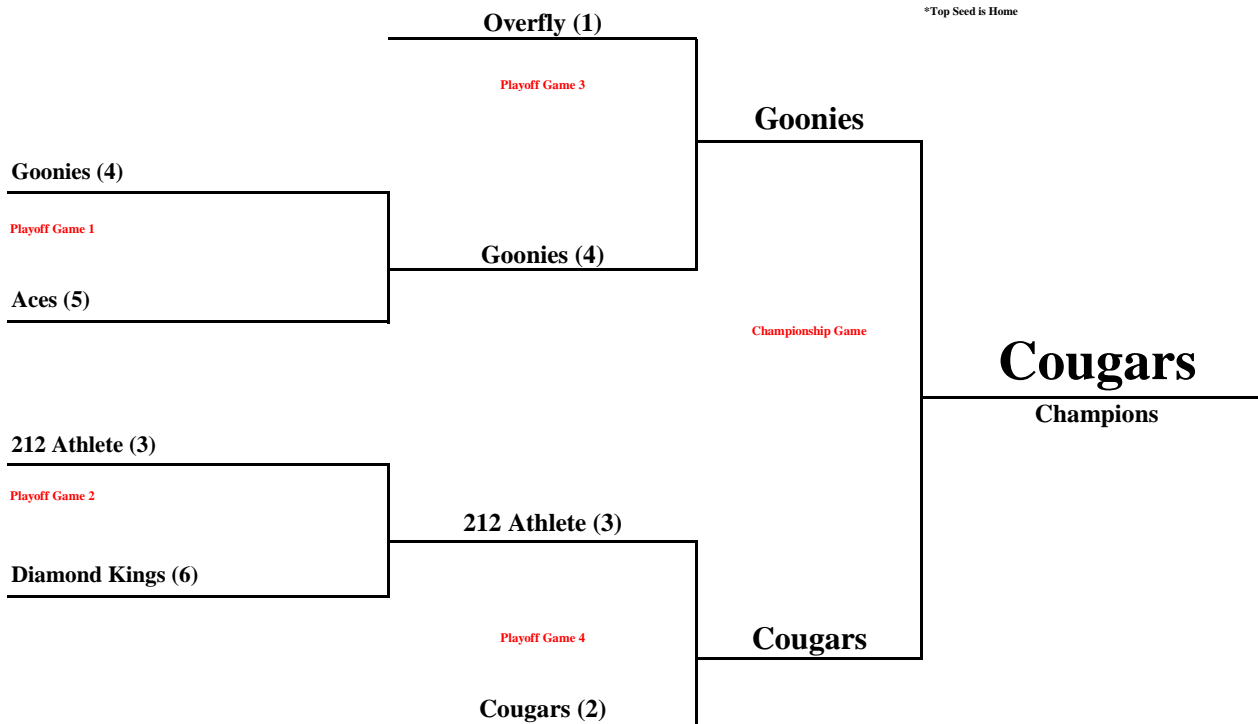 *Top Seed is Home
Overfly (1)
Playoff Game 3
Goonies
Goonies (4)
Playoff Game 1
Goonies (4)
Aces (5)
Championship Game
Cougars
Champions
212 Athlete (3)
Playoff Game 2
212 Athlete (3)
Diamond Kings (6)
Playoff Game 4
Cougars
Cougars (2)